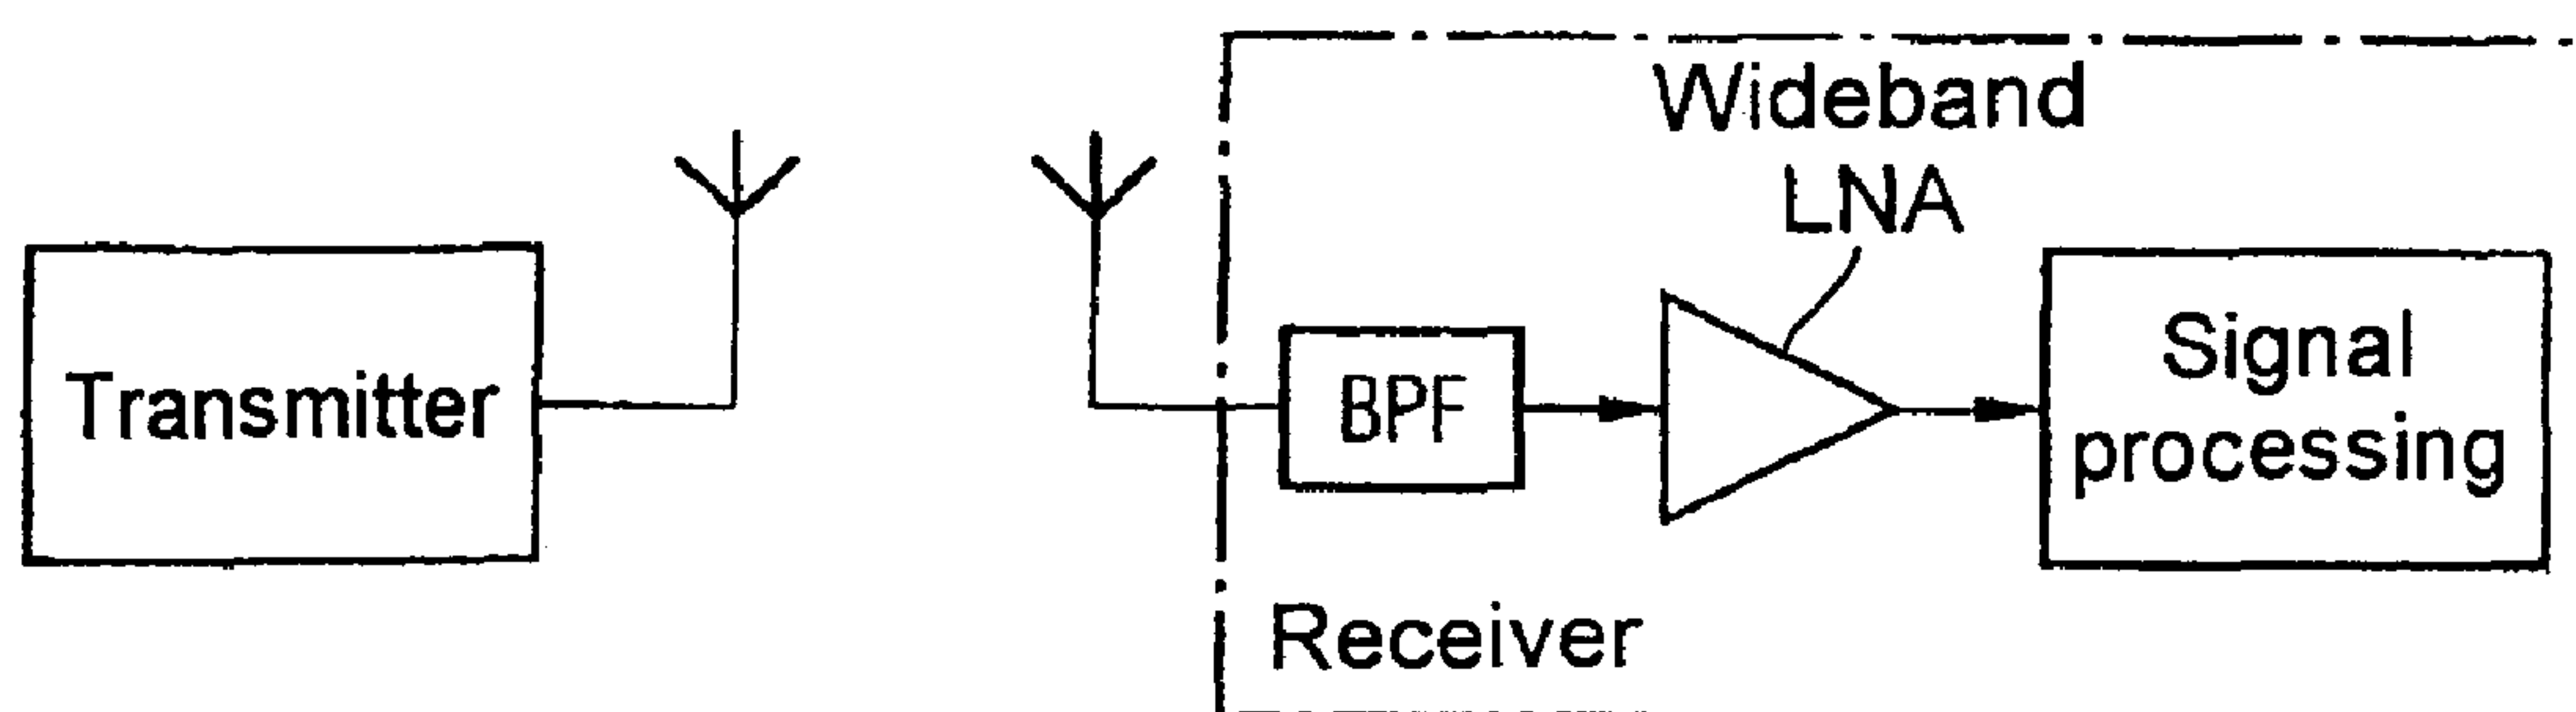 Wideband
LNA
Transmitter
BPF
Signal
processing
Receiver